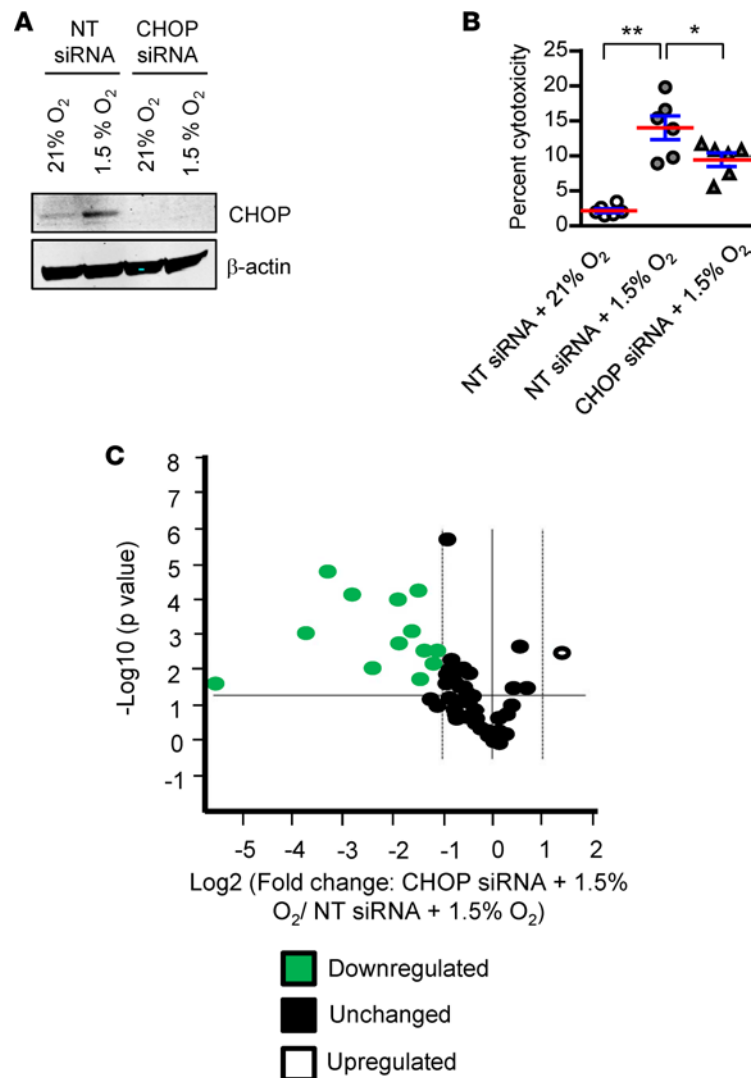 A
NT siRNA
CHOP siRNA
21% O2
1.5 % O2
21% O2
1.5 % O2
CHOP
β-actin
B
** *
Percent cytotoxicity
25
20
15
10
5
0
NT siRNA + 21% O2
NT siRNA + 1.5% O2
CHOP siRNA + 1.5% O2
C
-Log10 (p value)
8
7
6
5
4
3
2
1
0
-1
-5 -4 -3 -2 -1 0 1 2
Log2 (Fold change: CHOP siRNA + 1.5%
O2/ NT siRNA + 1.5% O2)
Downregulated
Unchanged
Upregulated